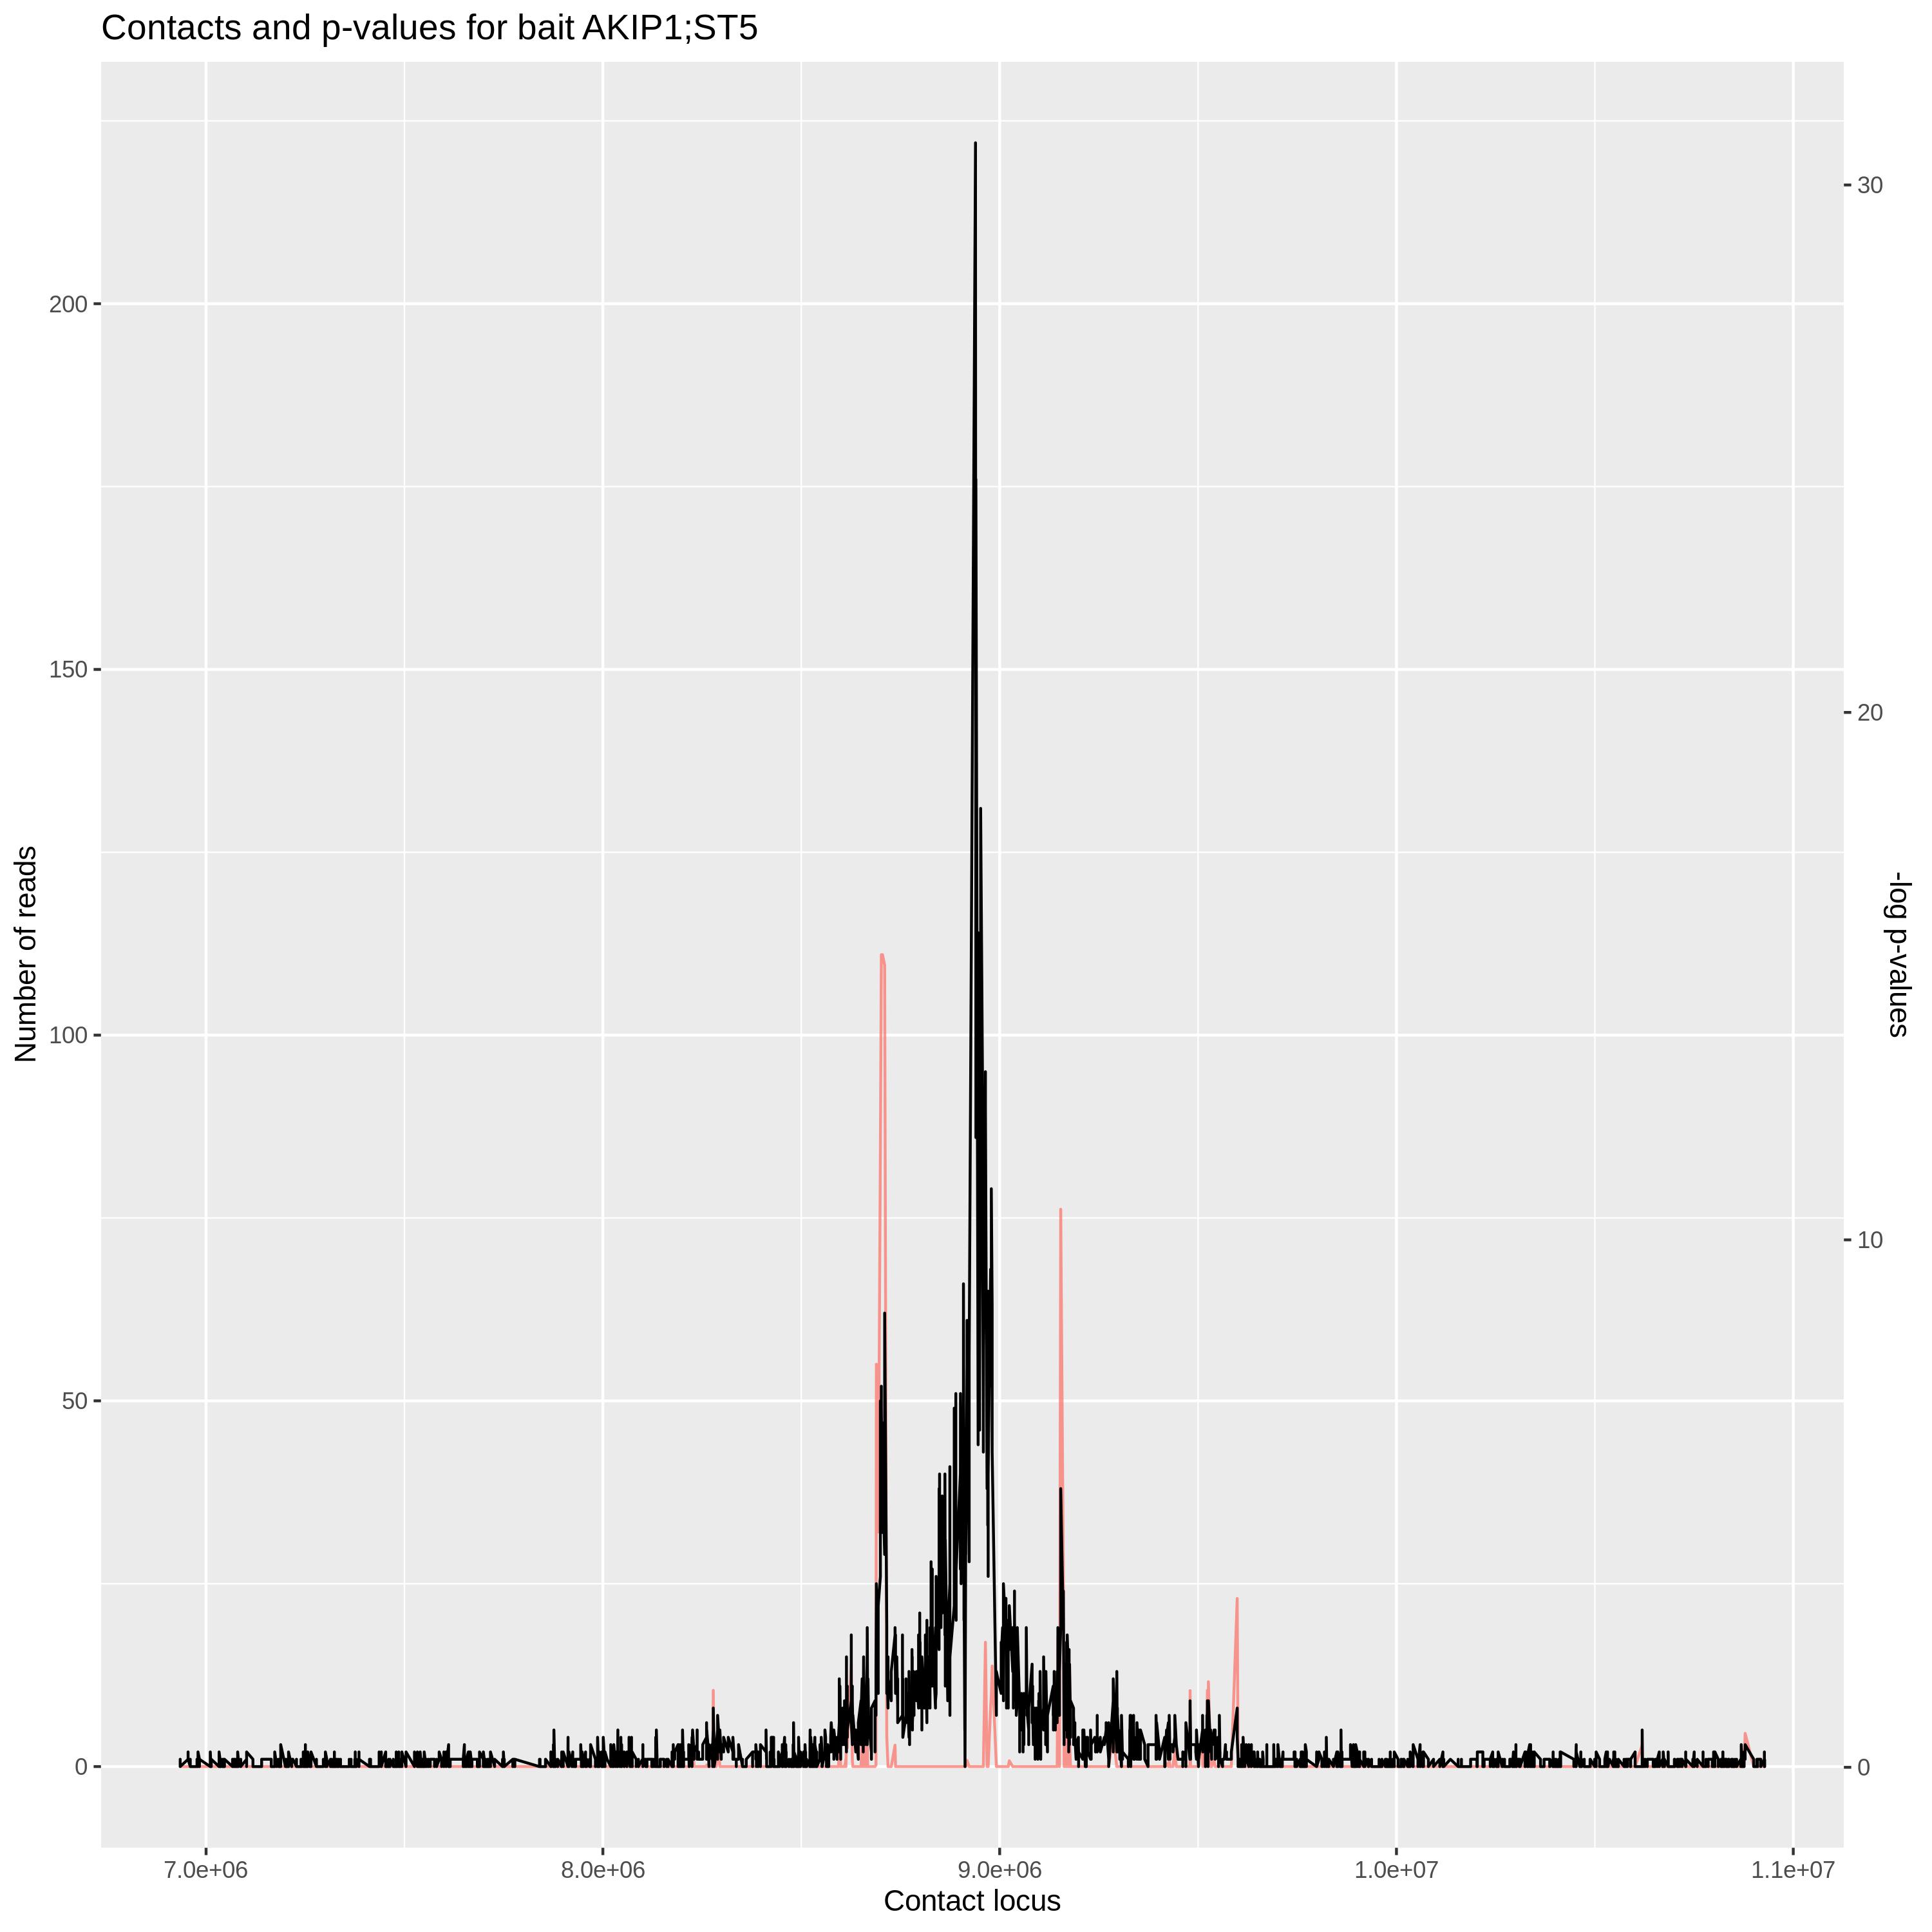 Contacts and p-values for bait AKIP1;ST5
30
200
20
150
Number of reads
-log p-values
100
10
50
0
0
7.0e+06
8.0e+06
9.0e+06
1.0e+07
1.1e+07
Contact locus